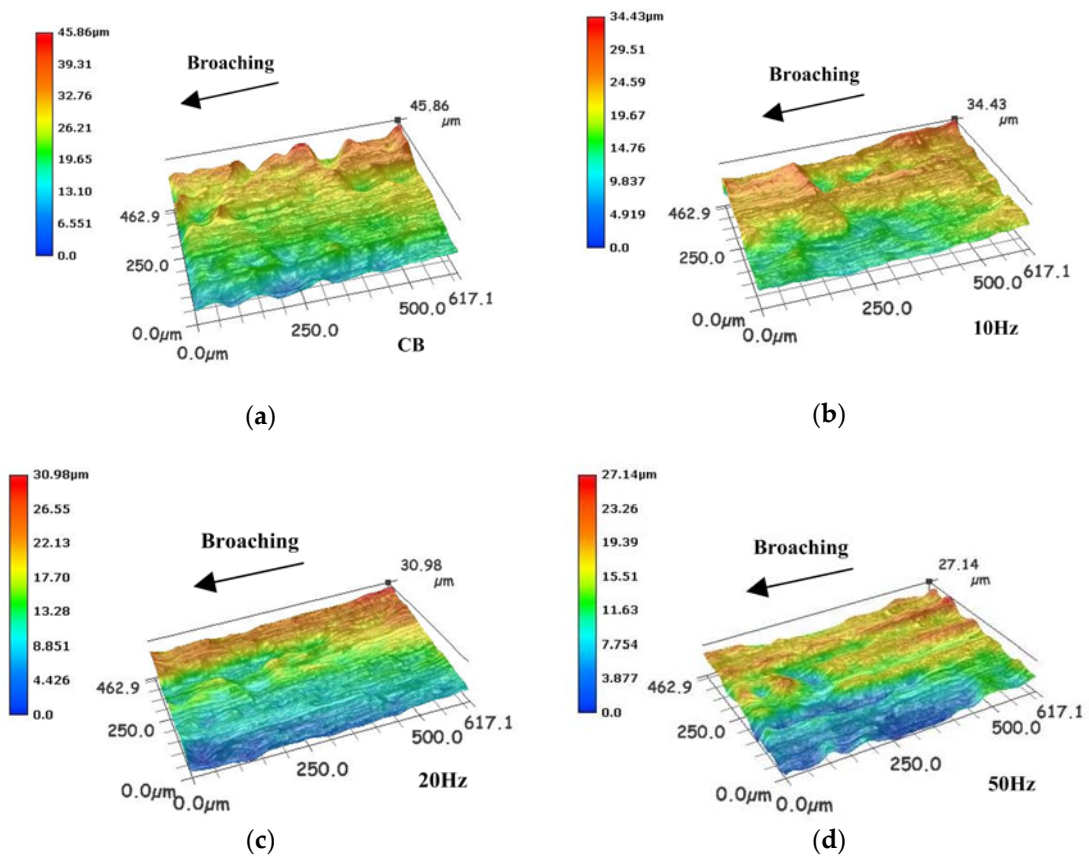 45.86µm
39.31
32.76
26.21
19.65
13.10
6.551
0.0
Broaching
45.86
µm
462.9
250.0
0.0µm
0.0µm
250.0
500.0
617.1
CB
(a)
34.43µm
29.51
24.59
19.67
14.76
9.837
4.919
0.0
Broaching
34.43
µm
462.9
250.0
0.0µm
0.0µm
250.0
500.0
617.1
10Hz
(b)
30.98µm
26.55
22.13
17.70
13.28
8.851
4.426
0.0
Broaching
30.98
µm
462.9
250.0
0.0µm
0.0µm
250.0
500.0
617.1
20Hz
(c)
27.14µm
23.26
19.39
15.51
11.63
7.754
3.877
0.0
Broaching
27.14
µm
462.9
250.0
0.0µm
0.0µm
250.0
500.0
617.1
50Hz
(d)